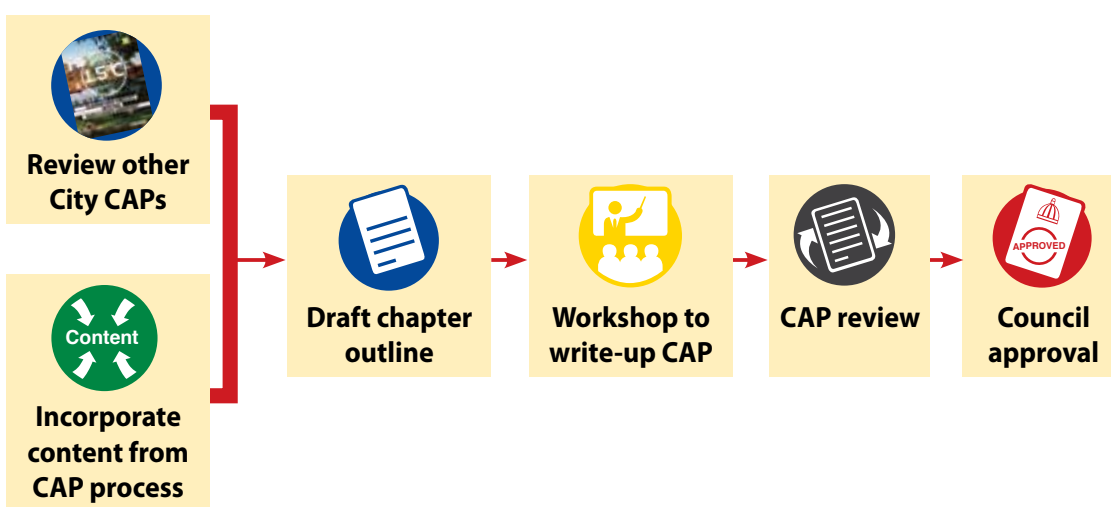 Review other
City CAPs
Content
Incorporate
content from
CAP process
Draft chapter
outline
Workshop to
write-up CAP
CAP review
APPROVED
Council
approval